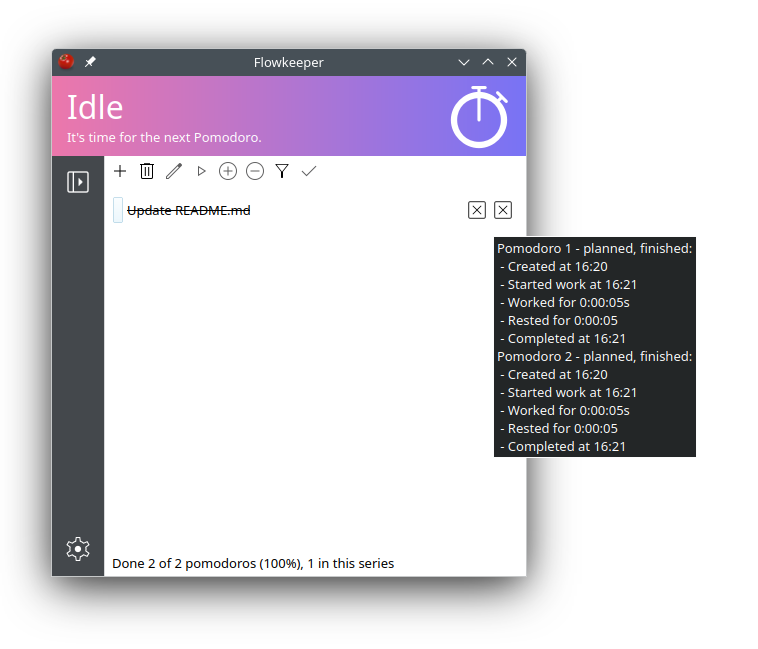 Flowkeeper
Idle
It's time for the next Pomodoro.
Update README.md
Pomodoro 1 - planned, finished:
- Created at 16:20
- Started work at 16:21
- Worked for 0:00:05s
- Rested for 0:00:05
- Completed at 16:21
Pomodoro 2 - planned, finished:
- Created at 16:20
- Started work at 16:21
- Worked for 0:00:05s
- Rested for 0:00:05
- Completed at 16:21
Done 2 of 2 pomodoros (100%), 1 in this series